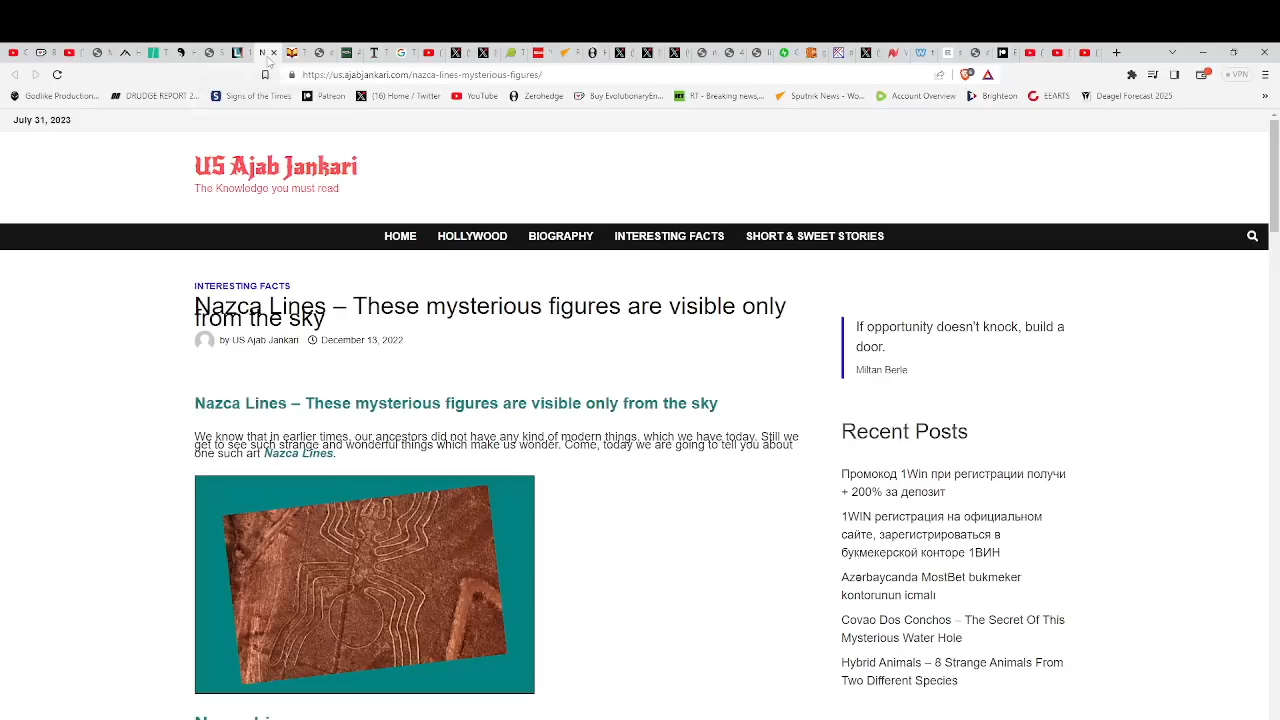 https://us.ajabjankari.com/nazca-lines-mysterious-figures/
VPN
Godlike Production...
DRUDGE REPORT 2...
Signs of the Times
Patreon
(16) Home / Twitter
YouTube
Zerohedge
Buy EvolutionaryEn...
RT - Breaking news,...
Sputnik News - Wo...
Account Overview
Brighteon
EEARTS
Deagel Forecast 2025
»
July 31, 2023
US Ajab Jankari
The Knowledge you must read
HOME HOLLYWOOD BIOGRAPHY INTERESTING FACTS SHORT & SWEET STORIES
INTERESTING FACTS
Nazca Lines – These mysterious figures are visible only
from the sky
by US Ajab Jankari December 13, 2022
Nazca Lines – These mysterious figures are visible only from the sky
We know that in earlier times, our ancestors did not have any kind of modern things, which we have today. Still we
get to see such strange and wonderful things which make us wonder. Come, today we are going to tell you about
one such art Nazca Lines.
If opportunity doesn't knock, build a
door.
Miltan Berle
Recent Posts
Промокод 1Win при регистрации получи
+ 200% за депозит
1WIN регистрация на официальном
сайте, зарегистрироваться в
букмекерской конторе 1ВИН
Azərbaycanda MostBet bukmeker
kontorunun icmalı
Covao Dos Conchos – The Secret Of This
Mysterious Water Hole
Hybrid Animals – 8 Strange Animals From
Two Different Species